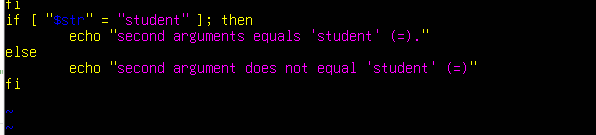 fi
if [ "$str" = "student" ]; then
        echo "second arguments equals 'student' (=)."
else
        echo "second argument does not equal 'student' (=)"
fi
~
~